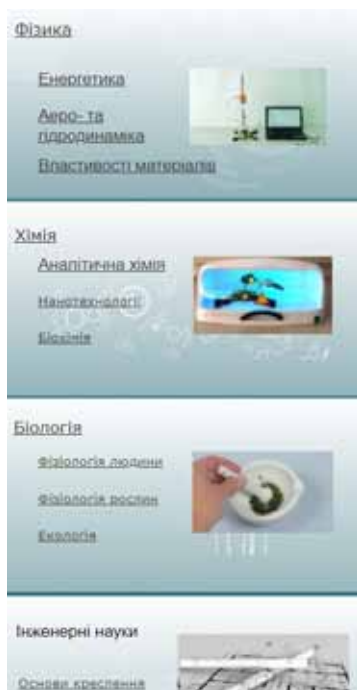 Фізика
Енергетика
Аеро- та
гідродинаміка
Властивості матеріалів
Хімія
Аналітична хімія
Нанотехнології
Біохімія
Біологія
Фізіологія людини
Фізіологія рослин
Екологія
Інженерні науки
Основи креслення